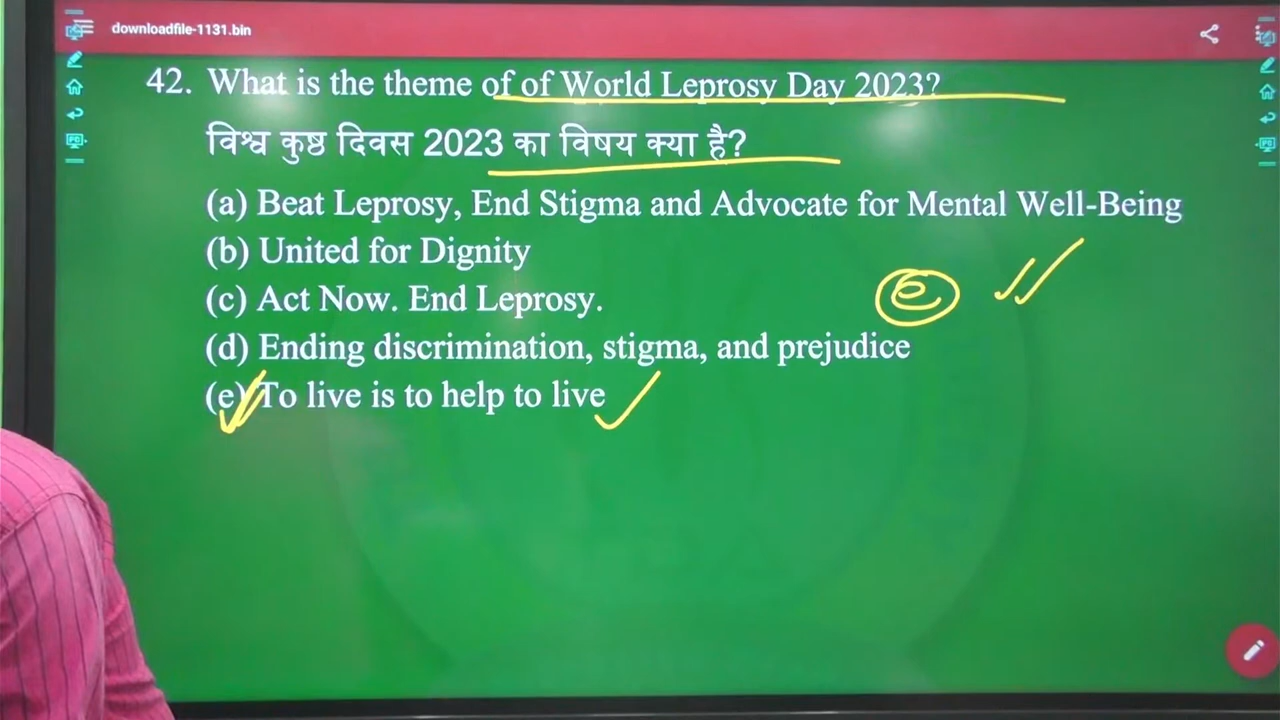 downloadfile-1131.bin
42. What is the theme of of World Leprosy Day 2023?
विश्व कुष्ठ दिवस 2023 का विषय क्या है?
(a) Beat Leprosy, End Stigma and Advocate for Mental Well-Being
(b) United for Dignity
(c) Act Now. End Leprosy.
e
(d) Ending discrimination, stigma, and prejudice
(e) To live is to help to live